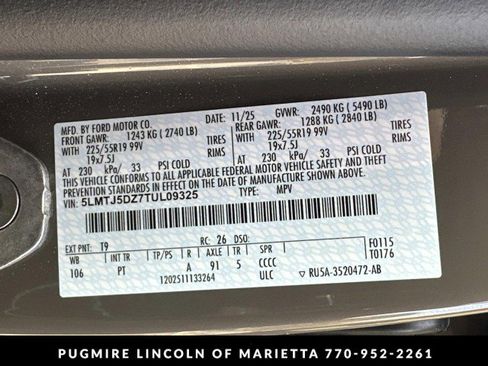 MFD. BY FORD MOTOR CO. DATE: 11/25 GVWR: 2490 KG ( 5490 LB)
FRONT GAWR: 1243 KG ( 2740 LB) REAR GAWR: 1288 KG ( 2840 LB)
WITH 225/55R19 99V TIRES WITH 225/55R19 99V TIRES
19x7.5J RIMS 19x7.5J RIMS
AT 230 kPa/ 33 PSI COLD AT 230 kPa/ 33 PSI COLD
THIS VEHICLE CONFORMS TO ALL APPLICABLE FEDERAL MOTOR VEHICLE SAFETY AND THEFT
PREVENTION STANDARDS IN EFFECT ON THE DATE OF MANUFACTURE SHOWN ABOVE.
VIN: 5LMTJ5DZ7TUL09325 TYPE: MPV
EXT PNT: T9 RC: 26 DSO: F0115
WB INT TR TP/PS R AXLE TR SPR T0176
106 PT A 91 5 CCCC
1202511133264 ULC ▽ RU5A-3520472-AB
PUGMIRE LINCOLN OF MARIETTA 770-952-2261